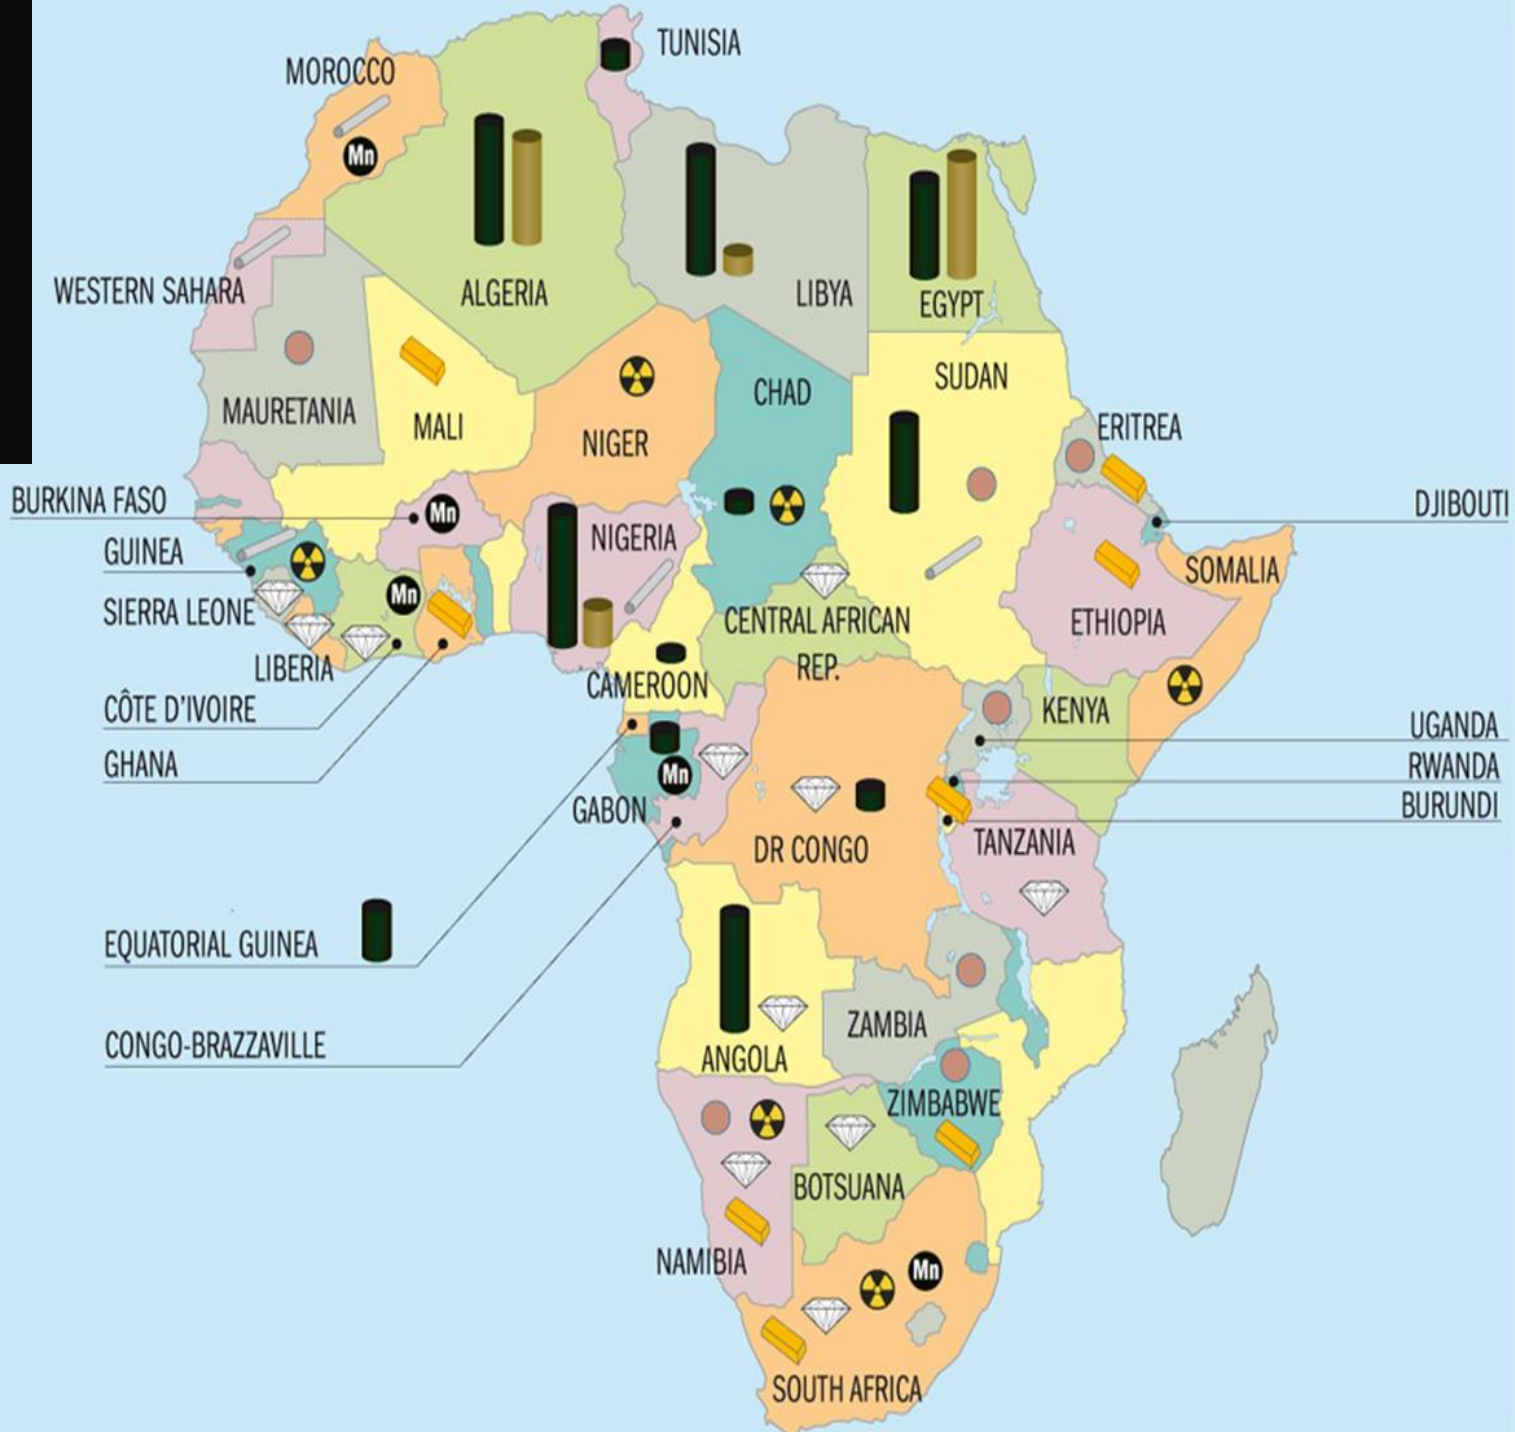 TUNISIA
MOROCCO
Mn
WESTERN SAHARA
ALGERIA
LIBYA
EGYPT
MAURETANIA
MALI
NIGER
CHAD
SUDAN
ERITREA
BURKINA FASO
Mn
DJIBOUTI
NIGERIA
GUINEA
SOMALIA
SIERRA LEONE
Mn
CENTRAL AFRICAN
REP.
ETHIOPIA
LIBERIA
CAMEROON
CÔTE D'IVOIRE
KENYA
UGANDA
GHANA
Mn
RWANDA
GABON
BURUNDI
DR CONGO
TANZANIA
EQUATORIAL GUINEA
ZAMBIA
CONGO-BRAZZAVILLE
ANGOLA
ZIMBABWE
BOTSUANA
NAMIBIA
Mn
SOUTH AFRICA